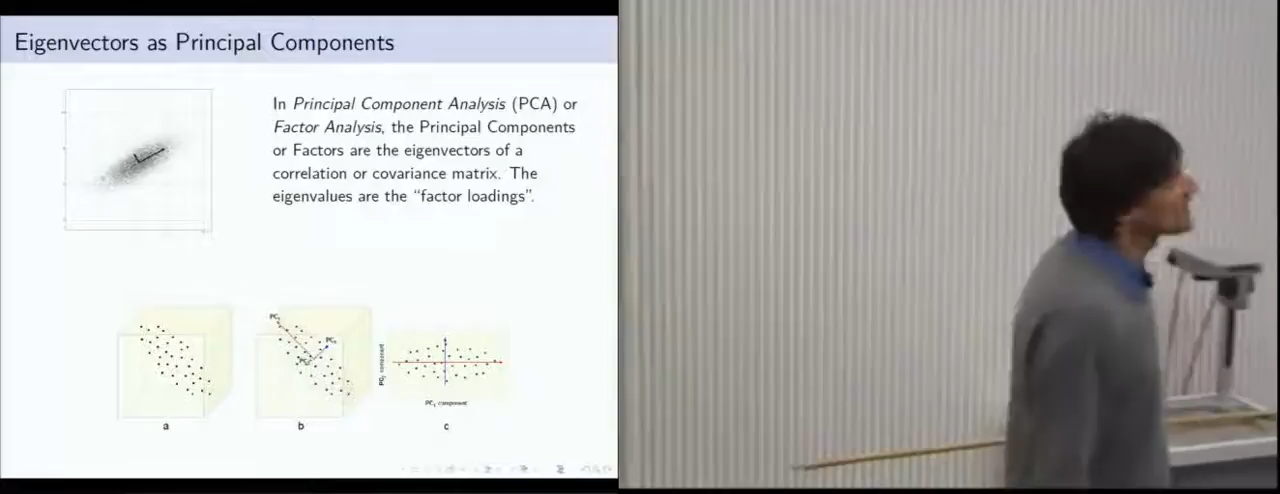 Eigenvectors as Principal Components
In Principal Component Analysis (PCA) or
Factor Analysis, the Principal Components
or Factors are the eigenvectors of a
correlation or covariance matrix. The
eigenvalues are the “factor loadings”.
a
b
c